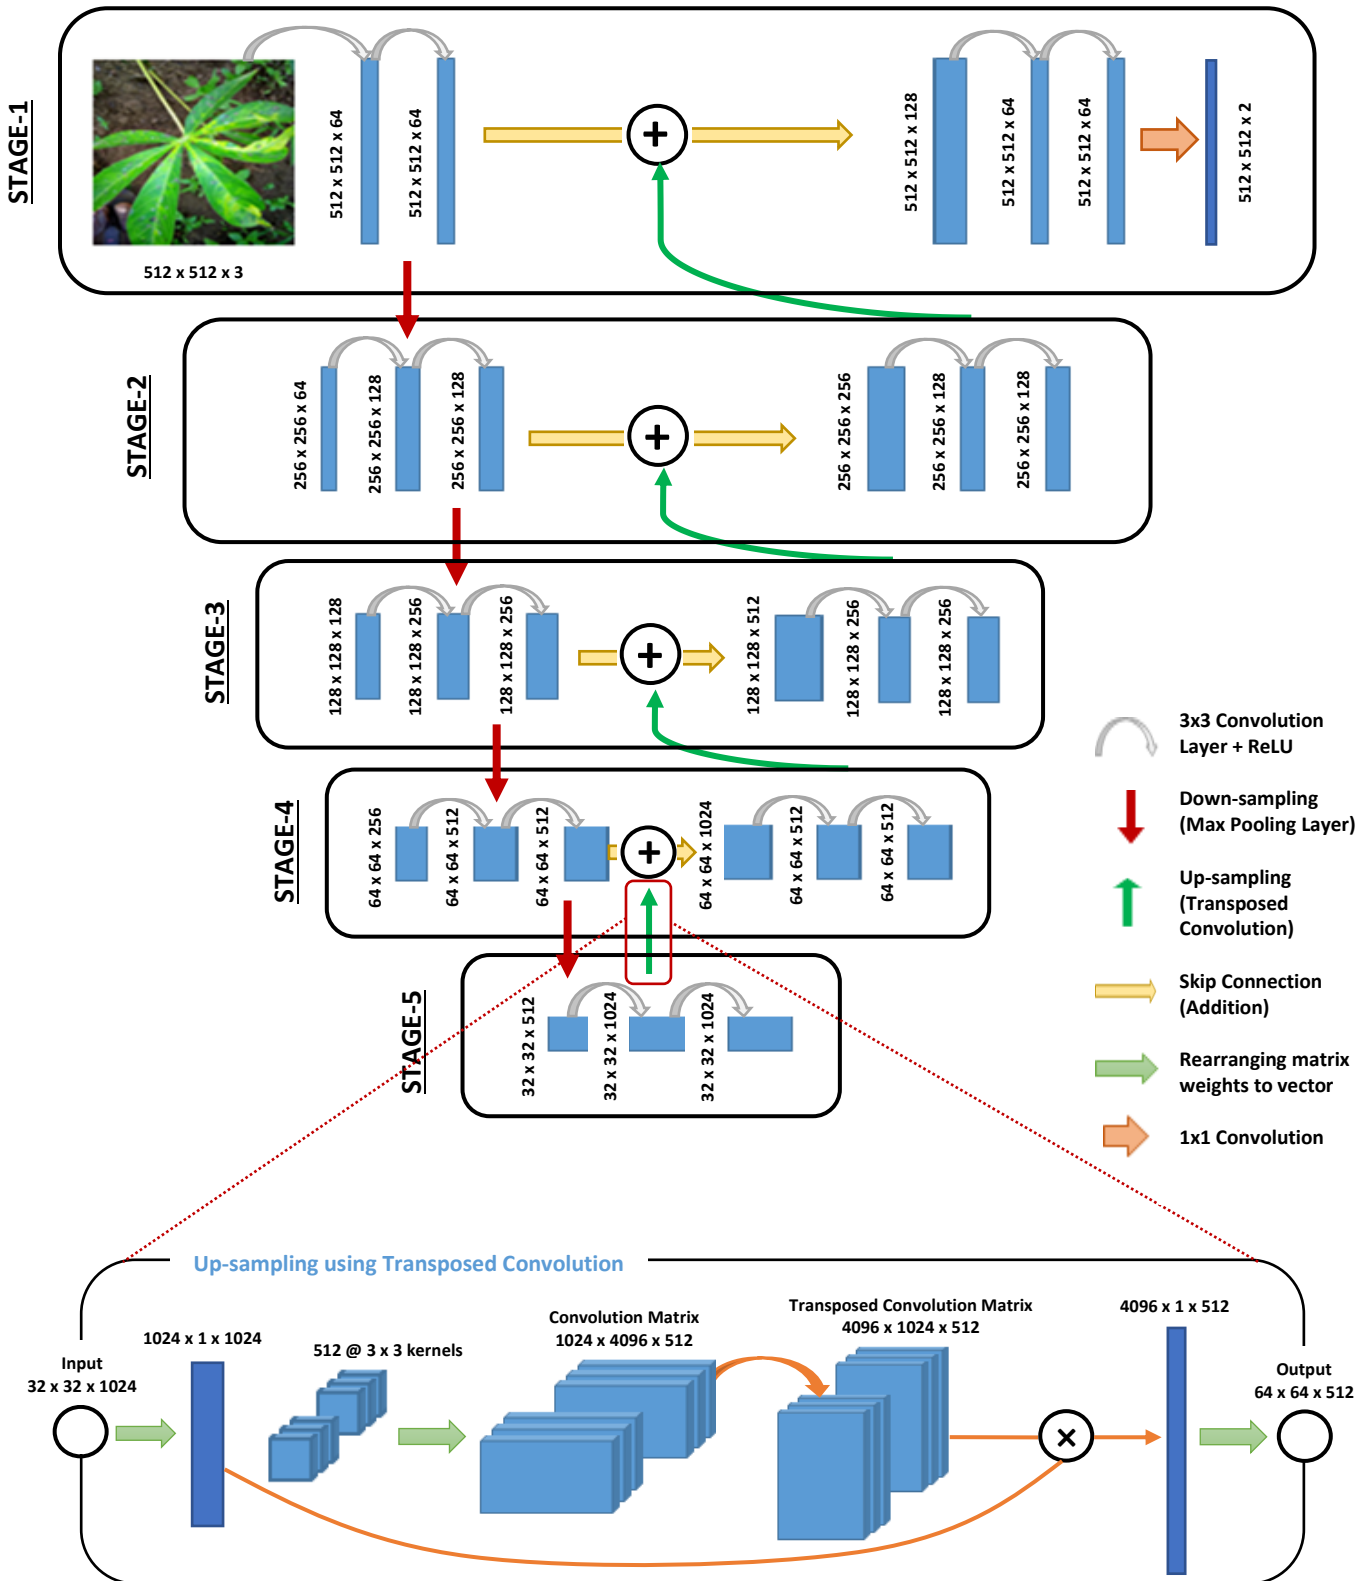 STAGE-1
512 x 512 x 3
512 x 512 x 64
512 x 512 x 64
+
512 x 512 x 128
512 x 512 x 64
512 x 512 x 64
512 x 512 x 2
STAGE-2
256 x 256 x 64
256 x 256 x 128
256 x 256 x 128
+
256 x 256 x 256
256 x 256 x 128
256 x 256 x 128
STAGE-3
128 x 128 x 128
128 x 128 x 256
128 x 128 x 256
+
128 x 128 x 512
128 x 128 x 256
128 x 128 x 256
STAGE-4
64 x 64 x 256
64 x 64 x 512
64 x 64 x 512
+
64 x 64 x 1024
64 x 64 x 512
64 x 64 x 512
STAGE-5
32 x 32 x 512
32 x 32 x 1024
32 x 32 x 1024
3x3 Convolution
Layer + ReLU
Down-sampling
(Max Pooling Layer)
Up-sampling
(Transposed
Convolution)
Skip Connection
(Addition)
Rearranging matrix
weights to vector
1x1 Convolution
Up-sampling using Transposed Convolution
Input
32 x 32 x 1024
1024 x 1 x 1024
512 @ 3 x 3 kernels
Convolution Matrix
1024 x 4096 x 512
Transposed Convolution Matrix
4096 x 1024 x 512
×
4096 x 1 x 512
Output
64 x 64 x 512